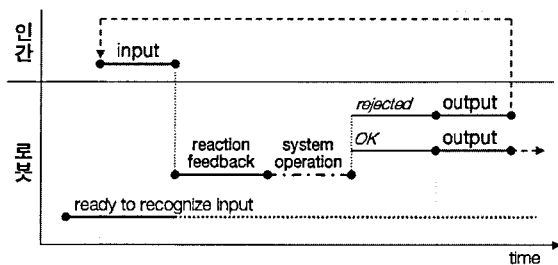 인간
input
rejected
output
reaction
feedback
system
operation
OK
output
로봇
ready to recognize input
time